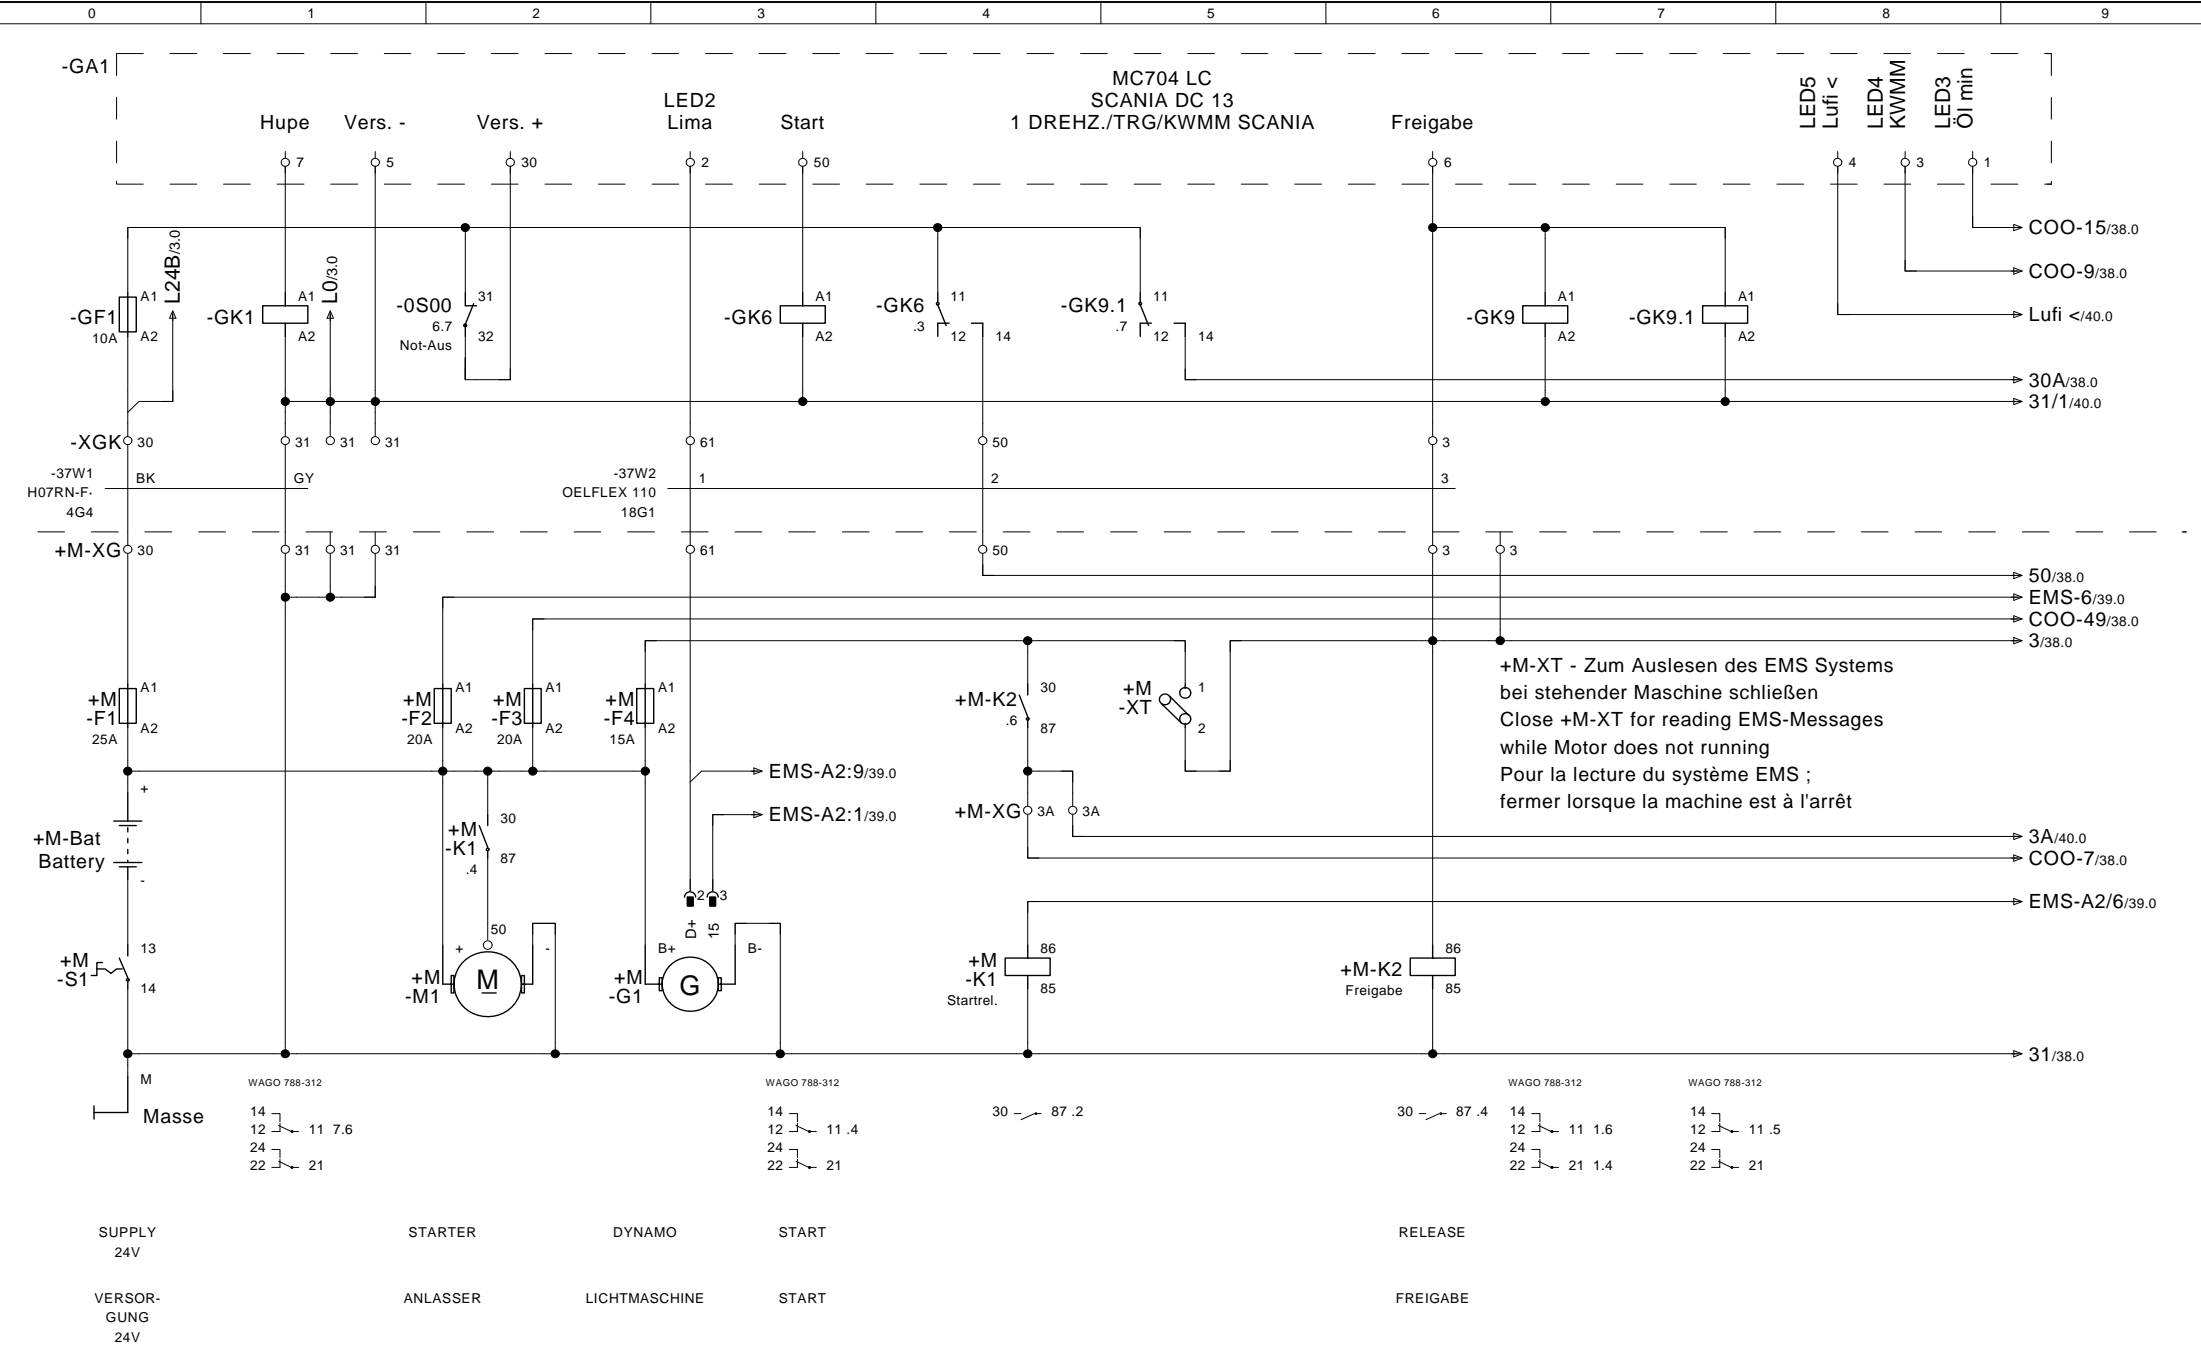 0 1 2 3 4 5 6 7 8 9
-GA1
MC704 LC
SCANIA DC 13
1 DREHZ./TRG/KWMM SCANIA
Hupe
Vers. -
Vers. +
LED2
Lima
Start
Freigabe
LED5
Lufi <
LED4
KWMM
LED3
Öl min
7 5 30 2 50 6 4 3 1
COO-15/38.0
COO-9/38.0
Lufi </40.0
30A/38.0
31/1/40.0
-GF1
10A
A1
A2
L24B/3.0
-GK1
A1
A2
L0/3.0
-0S00
6.7
Not-Aus
31
32
-GK6
A1
A2
-GK6
.3
11
12 14
-GK9.1
.7
11
12 14
-GK9
A1
A2
-GK9.1
A1
A2
-XGK 30 31 31 31 61 50 3
-37W1
H07RN-F-
4G4
BK GY
-37W2
OELFLEX 110
18G1
1 2 3
+M-XG 30 31 31 31 61 50 3 3
50/38.0
EMS-6/39.0
COO-49/38.0
3/38.0
+M
-F1
25A
A1
A2
+M
-F2
20A
A1
A2
+M
-F3
20A
A1
A2
+M
-F4
15A
A1
A2
+M-K2
.6
30
87
+M
-XT
1
2
+M-XT - Zum Auslesen des EMS Systems
bei stehender Maschine schließen
Close +M-XT for reading EMS-Messages
while Motor does not running
Pour la lecture du système EMS ;
fermer lorsque la machine est à l'arrêt
EMS-A2:9/39.0
EMS-A2:1/39.0
+M-XG 3A 3A
3A/40.0
COO-7/38.0
EMS-A2/6/39.0
+
+M-Bat
Battery
-
+M
-K1
.4
30
87
2 3
D+
15
+M
-S1
13
14
+M
-M1
+
50
-
M
+M
-G1
B+
B-
G
+M
-K1
Startrel.
86
85
+M-K2
Freigabe
86
85
31/38.0
M
Masse
WAGO 788-312
14
12 11 7.6
24
22 21
WAGO 788-312
14
12 11 .4
24
22 21
30 87 .2
30 87 .4
WAGO 788-312
14
12 11 1.6
24
22 21 1.4
WAGO 788-312
14
12 11 .5
24
22 21
SUPPLY
24V
STARTER
DYNAMO
START
RELEASE
VERSOR-
GUNG
24V
ANLASSER
LICHTMASCHINE
START
FREIGABE